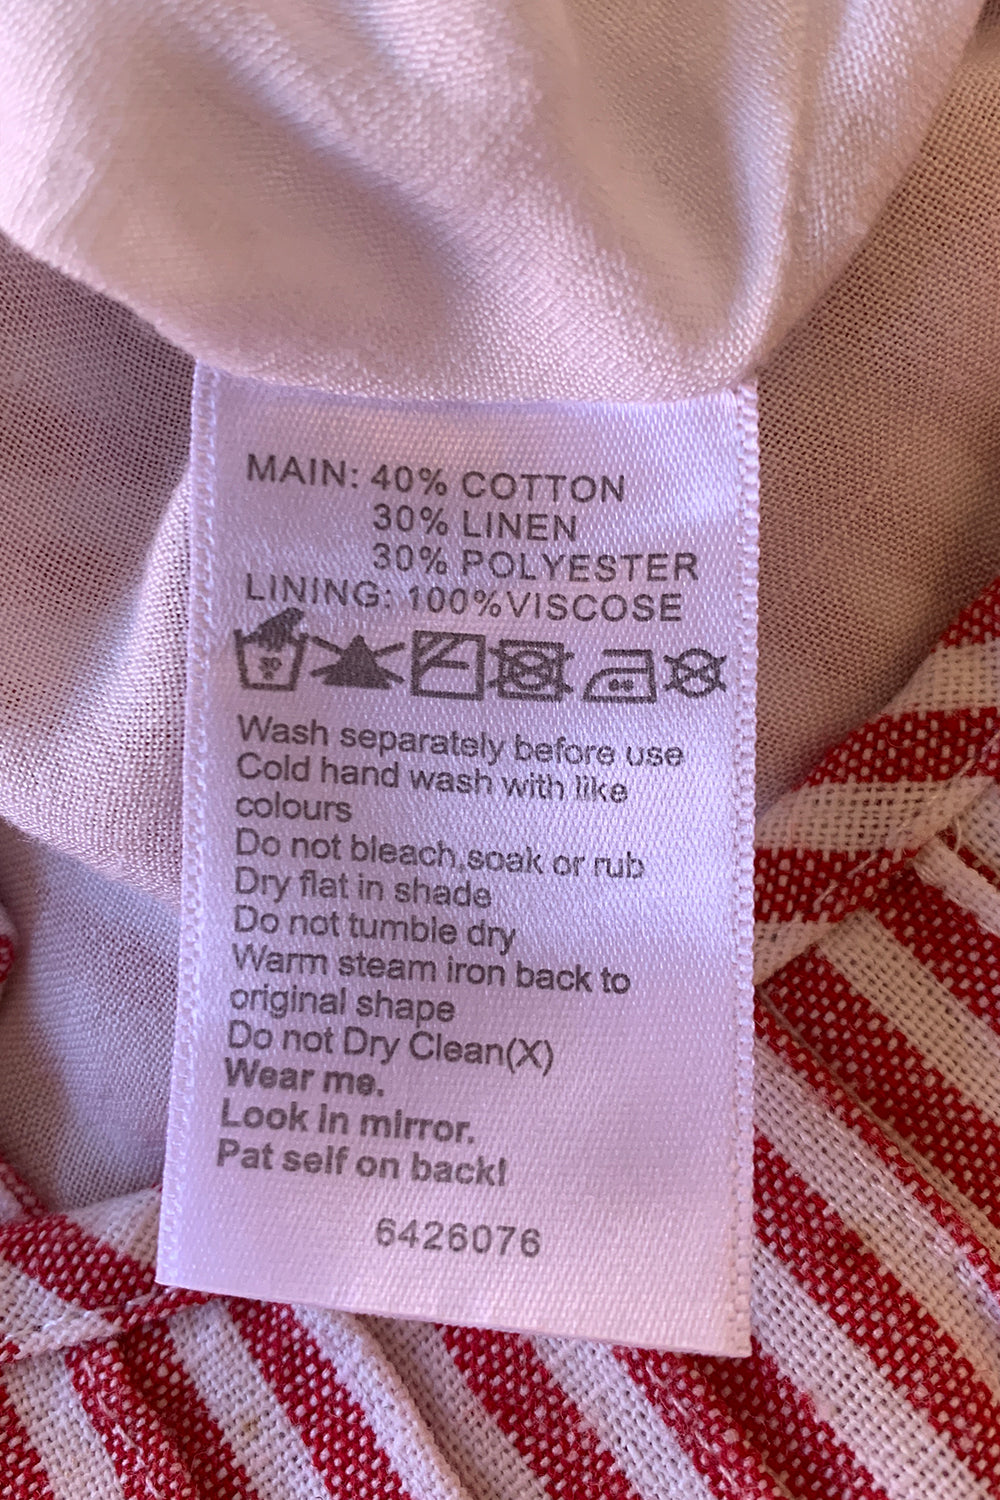 MAIN: 40% COTTON
30% LINEN
30% POLYESTER
LINING: 100%VISCOSE
30
Wash separately before use
Cold hand wash with like
colours
Do not bleach,soak or rub
Dry flat in shade
Do not tumble dry
Warm steam iron back to
original shape
Do not Dry Clean(X)
Wear me.
Look in mirror.
Pat self on back!
6426076